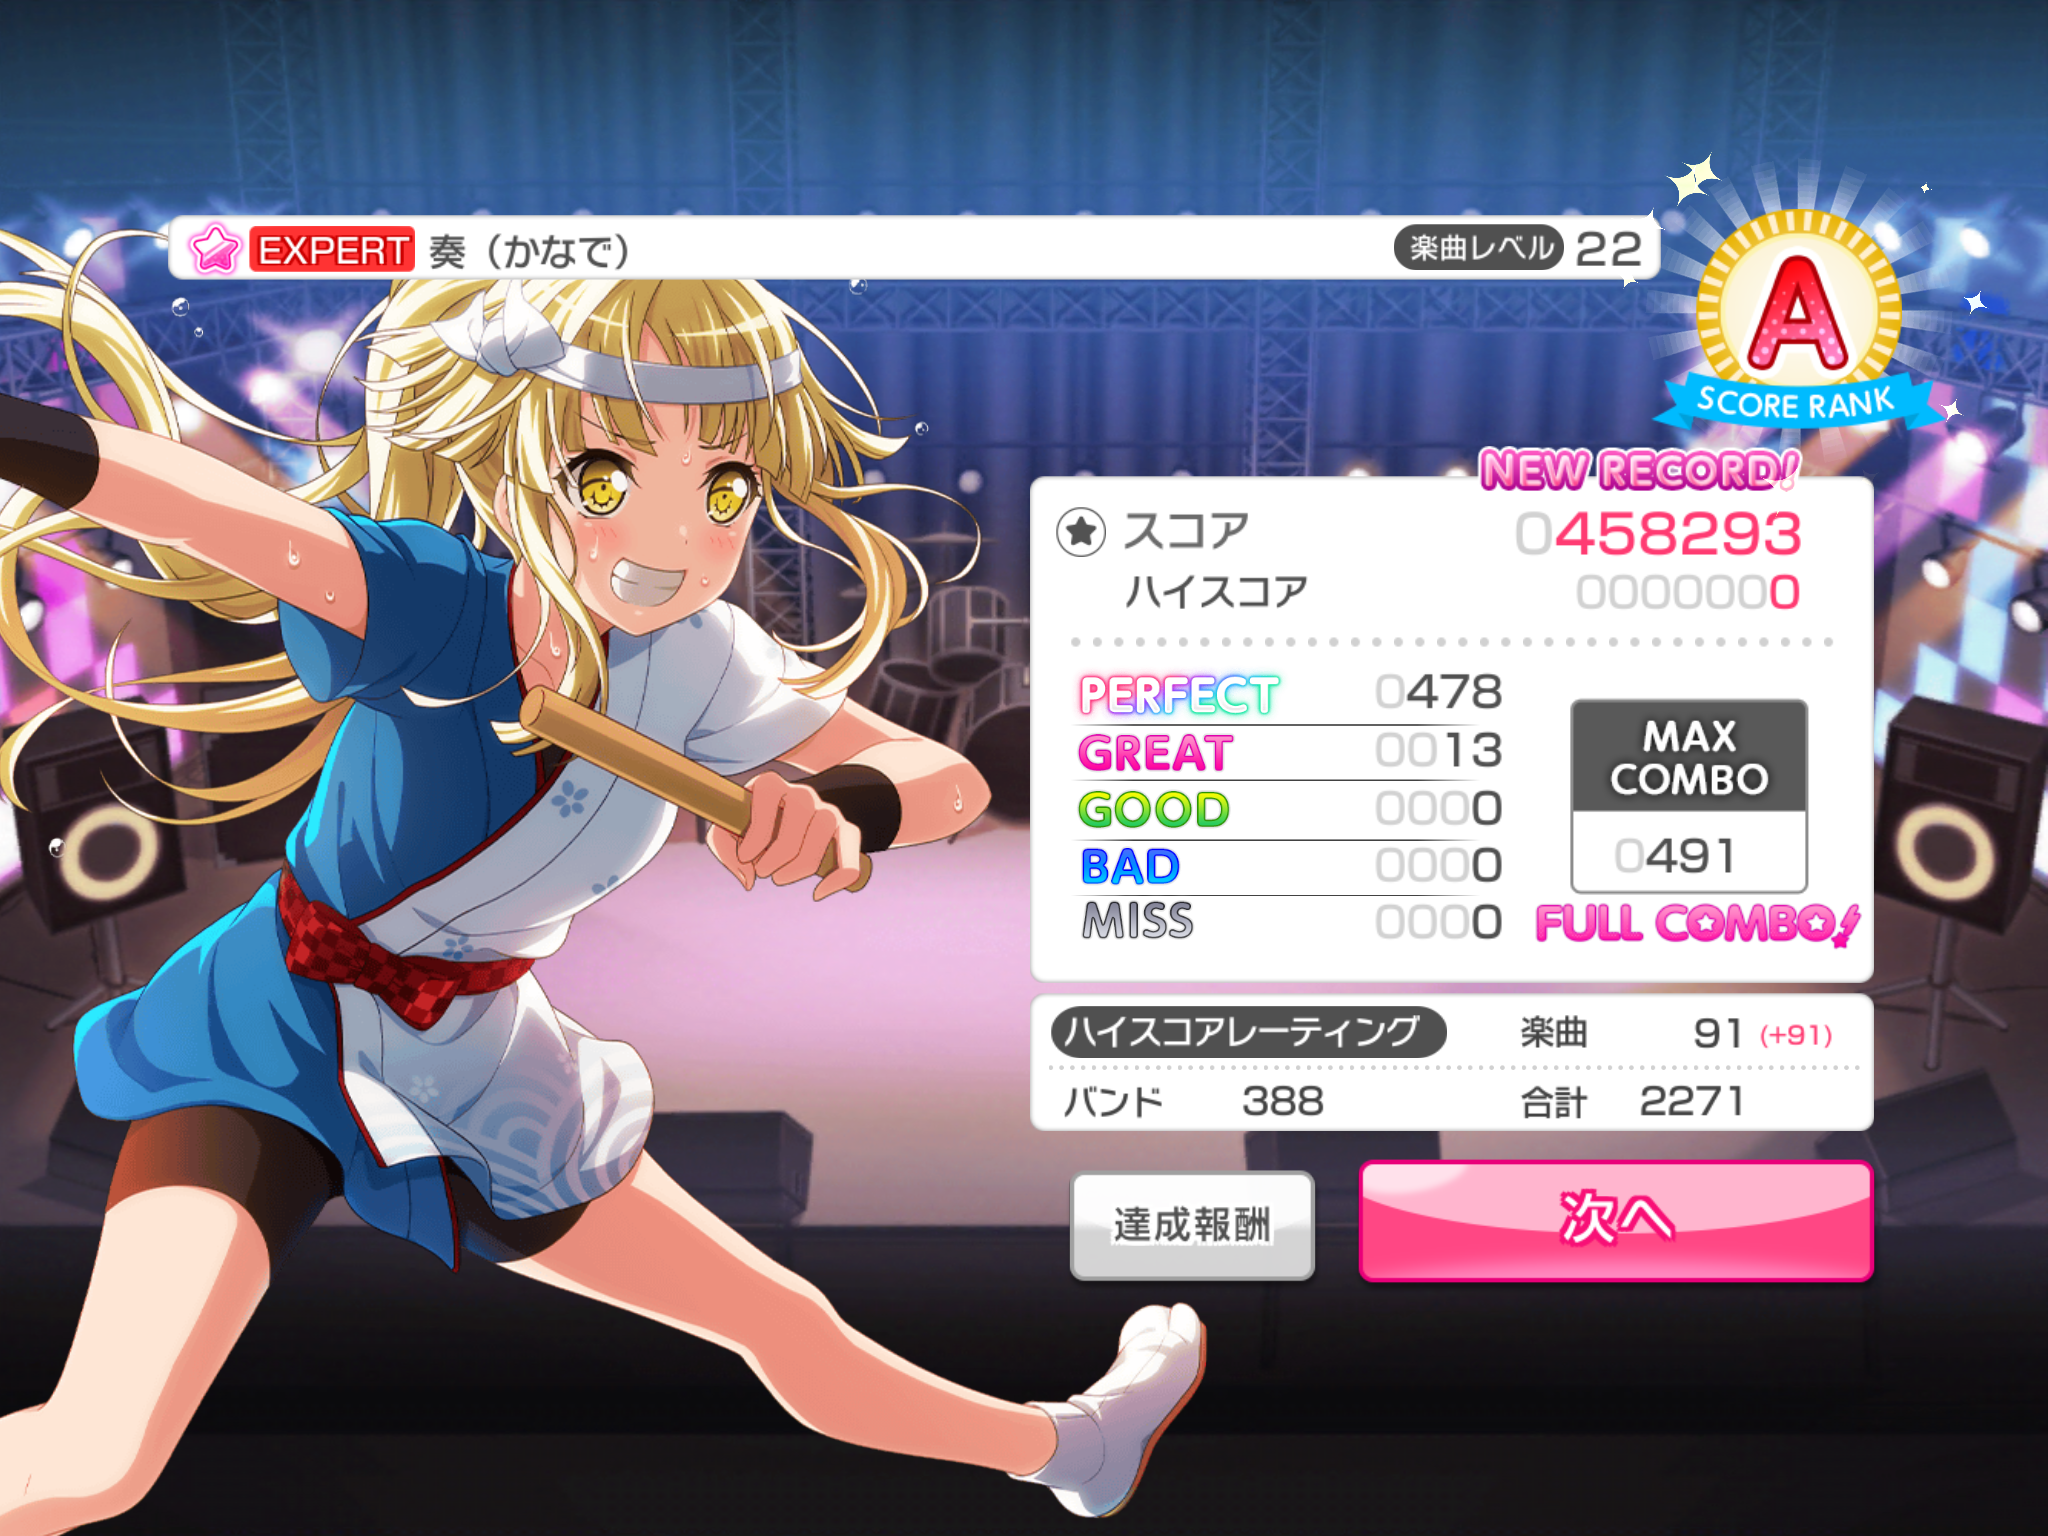 EXPERT 奏（かなで） 楽曲レベル 22
A
SCORE RANK
NEW RECORD!
スコア 0458293
ハイスコア 00000000
PERFECT 0478
GREAT 0013
GOOD 0000
BAD 0000
MISS 0000
MAX
COMBO
0491
FULL COMBO!
ハイスコアレーティング 楽曲 91 (+91)
バンド 388 合計 2271
達成報酬
次へ